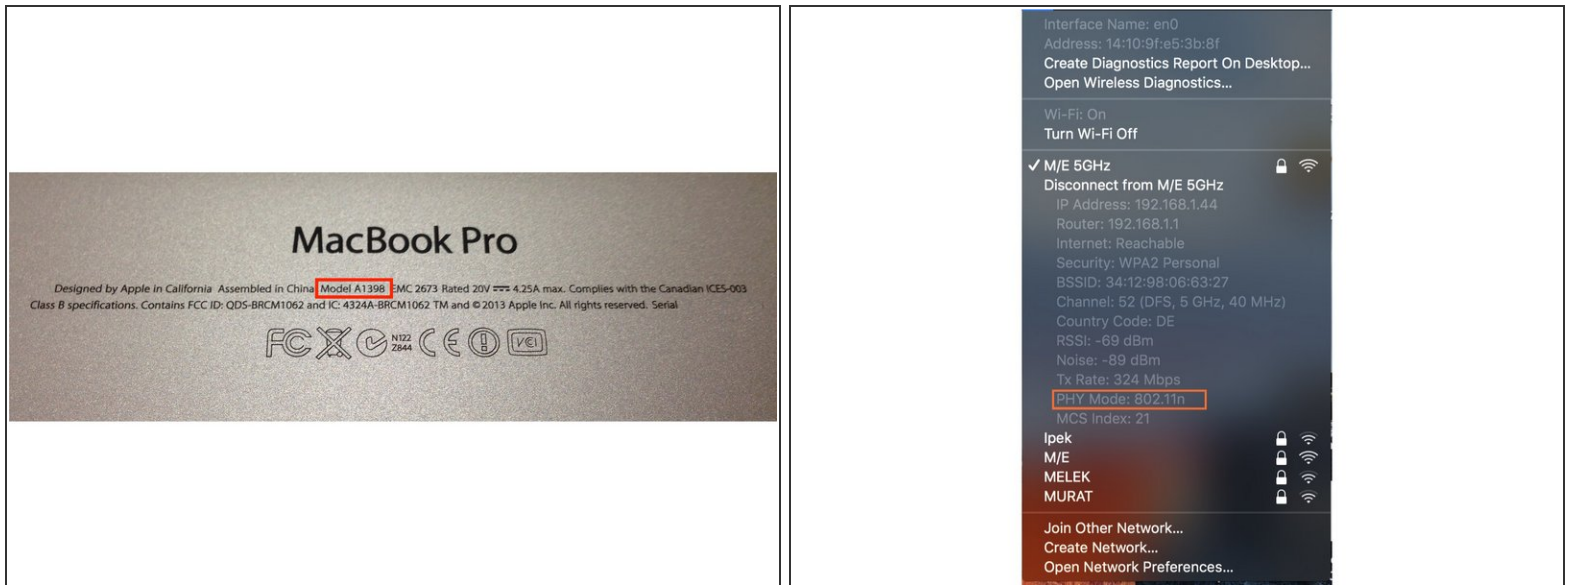 MacBook Pro
Designed by Apple in California Assembled in China Model A1398 EMC 2673 Rated 20V 4.25A max. Complies with the Canadian ICES-003
Class B specifications. Contains FCC ID: QDS-BRCM1062 and IC: 4324A-BRCM1062 TM and © 2013 Apple Inc. All rights reserved. Serial
FC N122 CE VCI
Z844
Interface Name: en0
Address: 14:10:9f:e5:3b:8f
Create Diagnostics Report On Desktop...
Open Wireless Diagnostics...
Wi-Fi: On
Turn Wi-Fi Off
✓ M/E 5GHz
Disconnect from M/E 5GHz
IP Address: 192.168.1.44
Router: 192.168.1.1
Internet: Reachable
Security: WPA2 Personal
BSSID: 34:12:98:06:63:27
Channel: 52 (DFS, 5 GHz, 40 MHz)
Country Code: DE
RSSI: -69 dBm
Noise: -89 dBm
Tx Rate: 324 Mbps
PHY Mode: 802.11n
MCS Index: 21
Ipek
M/E
MELEK
MURAT
Join Other Network...
Create Network...
Open Network Preferences...